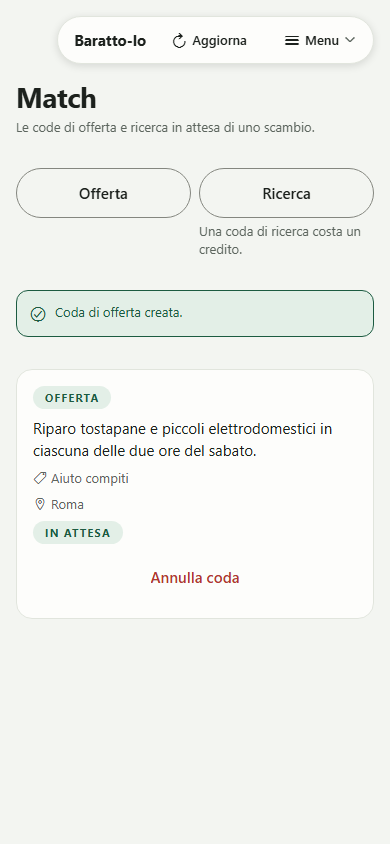 Baratto-lo
Aggiorna
Menu
Match
Le code di offerta e ricerca in attesa di uno scambio.
Offerta
Ricerca
Una coda di ricerca costa un
credito.
Coda di offerta creata.
OFFERTA
Riparo tostapane e piccoli elettrodomestici in
ciascuna delle due ore del sabato.
Aiuto compiti
Roma
IN ATTESA
Annulla coda